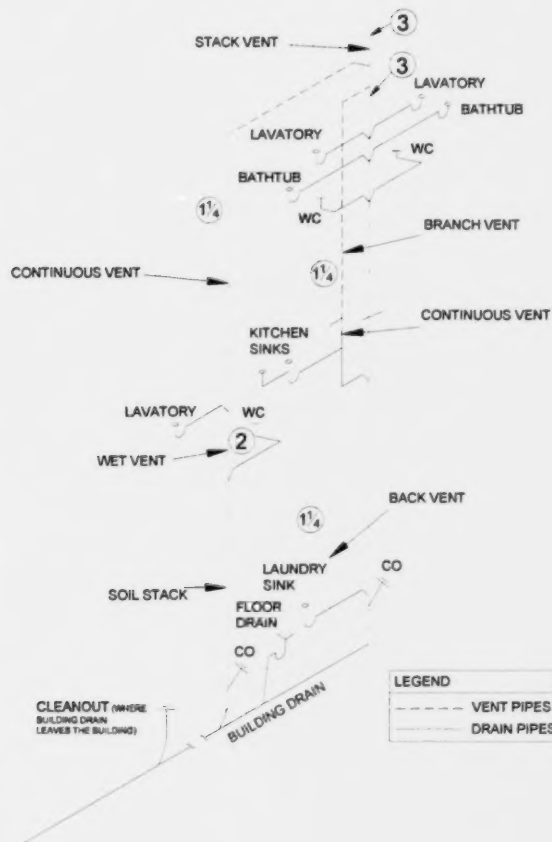 3
STACK VENT
3
LAVATORY
BATHTUB
LAVATORY
WC
BATHTUB
1¼
WC
BRANCH VENT
CONTINUOUS VENT
1¼
CONTINUOUS VENT
KITCHEN
SINKS
LAVATORY
WC
2
WET VENT
1¼
BACK VENT
LAUNDRY
SINK
CO
SOIL STACK
FLOOR
DRAIN
CO
LEGEND
VENT PIPES
DRAIN PIPES
CLEANOUT (WHERE
BUILDING DRAIN
LEAVES THE BUILDING)
BUILDING DRAIN